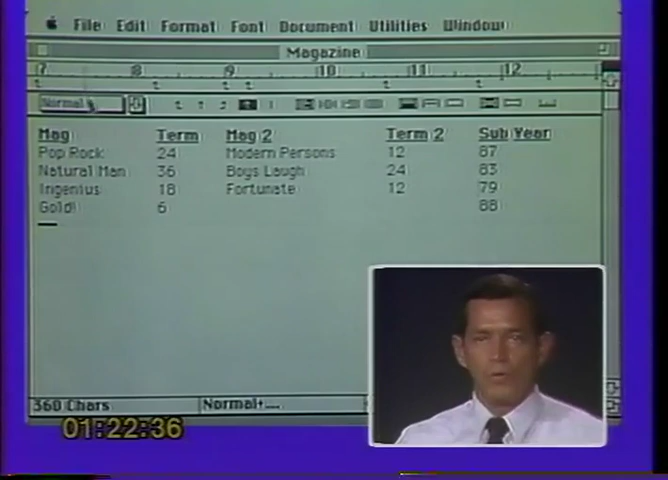 File Edit Format Font Document Utilities Window
Magazine
7 8 9 10 11 12
Normal
Mag Term Mag 2 Term 2 Sub Year
Pop Rock 24 Modern Persons 12 87
Natural Man 36 Boys Laugh 24 83
Ingenius 18 Fortunate 12 79
Gold! 6 88
360 Chars Normal+....
01:22:36